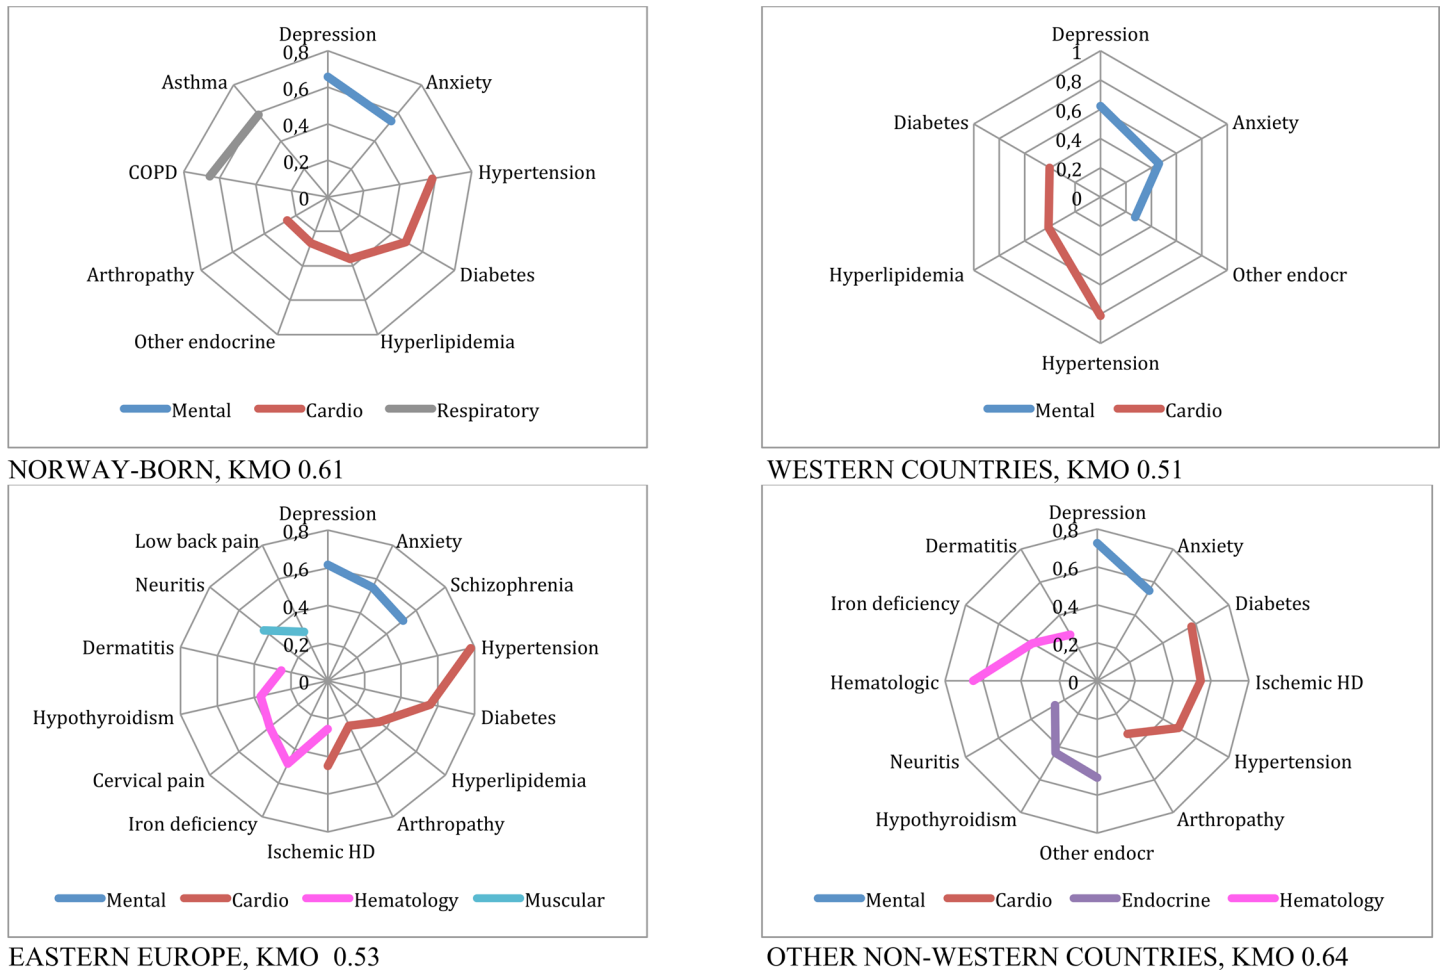 Depression
0,8
Asthma
Anxiety
0,6
0,4
COPD
0,2
Hypertension
0
Arthropathy
Diabetes
Other endocrine
Hyperlipidemia
Mental
Cardio
Respiratory
NORWAY-BORN, KMO 0.61
Depression
1
0,8
0,6
Diabetes
Anxiety
0,4
0,2
0
Hyperlipidemia
Other endocr
Hypertension
Mental
Cardio
WESTERN COUNTRIES, KMO 0.51
Depression
0,8
Low back pain
Anxiety
0,6
Neuritis
Schizophrenia
0,4
Dermatitis
0,2
Hypertension
0
Hypothyroidism
Diabetes
Cervical pain
Hyperlipidemia
Iron deficiency
Arthropathy
Ischemic HD
Mental
Cardio
Hematology
Muscular
EASTERN EUROPE, KMO 0.53
Depression
0,8
Dermatitis
Anxiety
0,6
Iron deficiency
Diabetes
0,4
0,2
Hematologic
0
Ischemic HD
Neuritis
Hypertension
Hypothyroidism
Arthropathy
Other endocr
Mental
Cardio
Endocrine
Hematology
OTHER NON-WESTERN COUNTRIES, KMO 0.64